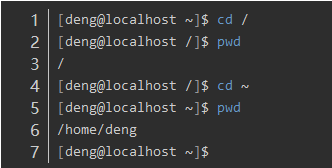 1 [deng@localhost ~]$ cd /
2 [deng@localhost /]$ pwd
3 /
4 [deng@localhost /]$ cd ~
5 [deng@localhost ~]$ pwd
6 /home/deng
7 [deng@localhost ~]$